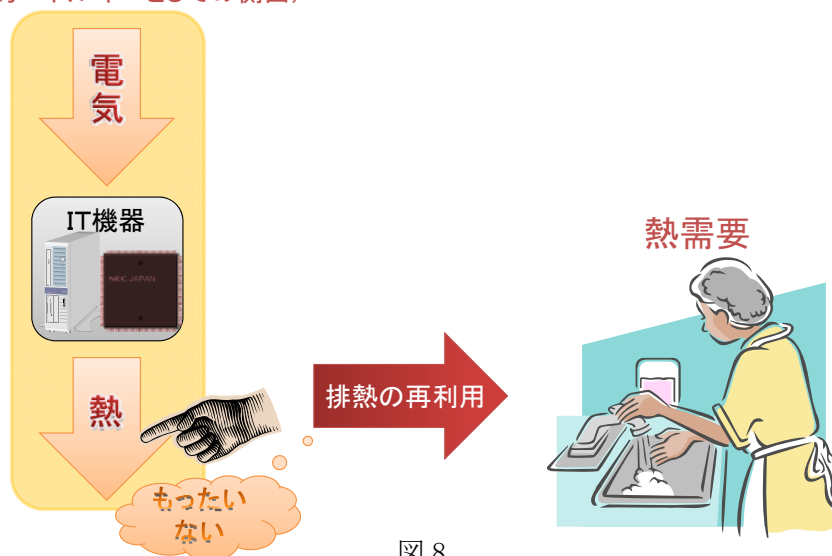 電
気
IT機器
NEC JAPAN
熱需要
熱
排熱の再利用
もったい
ない
図 8